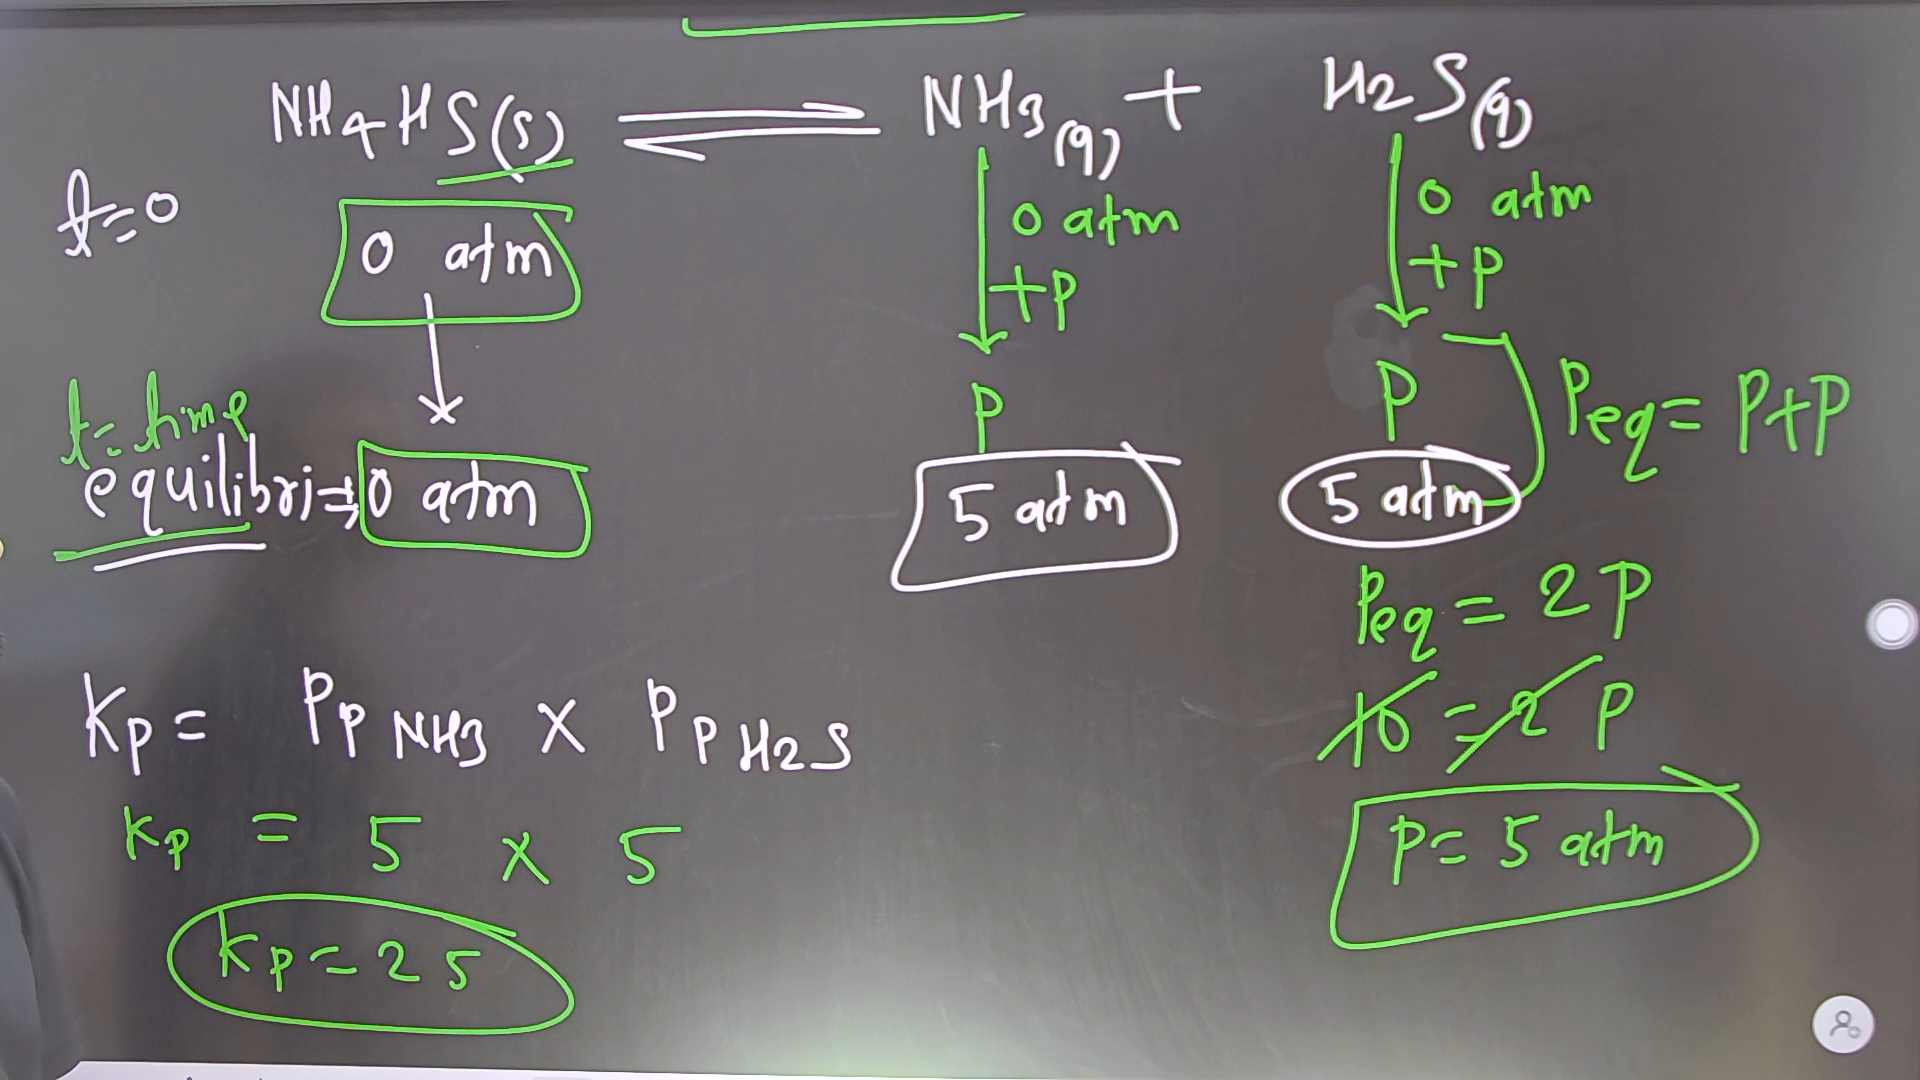 NH4HS(s) ⇌ NH3(g) + H2S(g)
t=0 0 atm 0 atm 0 atm
+P +P
t= time P P Peq = P+P
equilibri→ 0 atm 5 atm 5 atm
Peq = 2P
10 = 2 P
Kp = PP NH3 x PP H2S
Kp = 5 x 5 P= 5 atm
Kp = 25